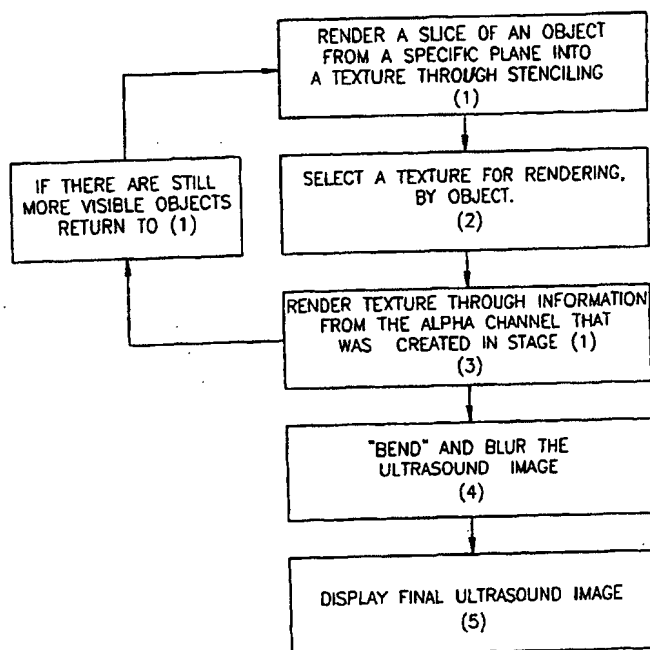 RENDER A SLICE OF AN OBJECT
FROM A SPECIFIC PLANE INTO
A TEXTURE THROUGH STENCILING
(1)
IF THERE ARE STILL
MORE VISIBLE OBJECTS
RETURN TO (1)
SELECT A TEXTURE FOR RENDERING,
BY OBJECT.
(2)
RENDER TEXTURE THROUGH INFORMATION
FROM THE ALPHA CHANNEL THAT
WAS CREATED IN STAGE (1)
(3)
"BEND" AND BLUR THE
ULTRASOUND IMAGE
(4)
DISPLAY FINAL ULTRASOUND IMAGE
(5)